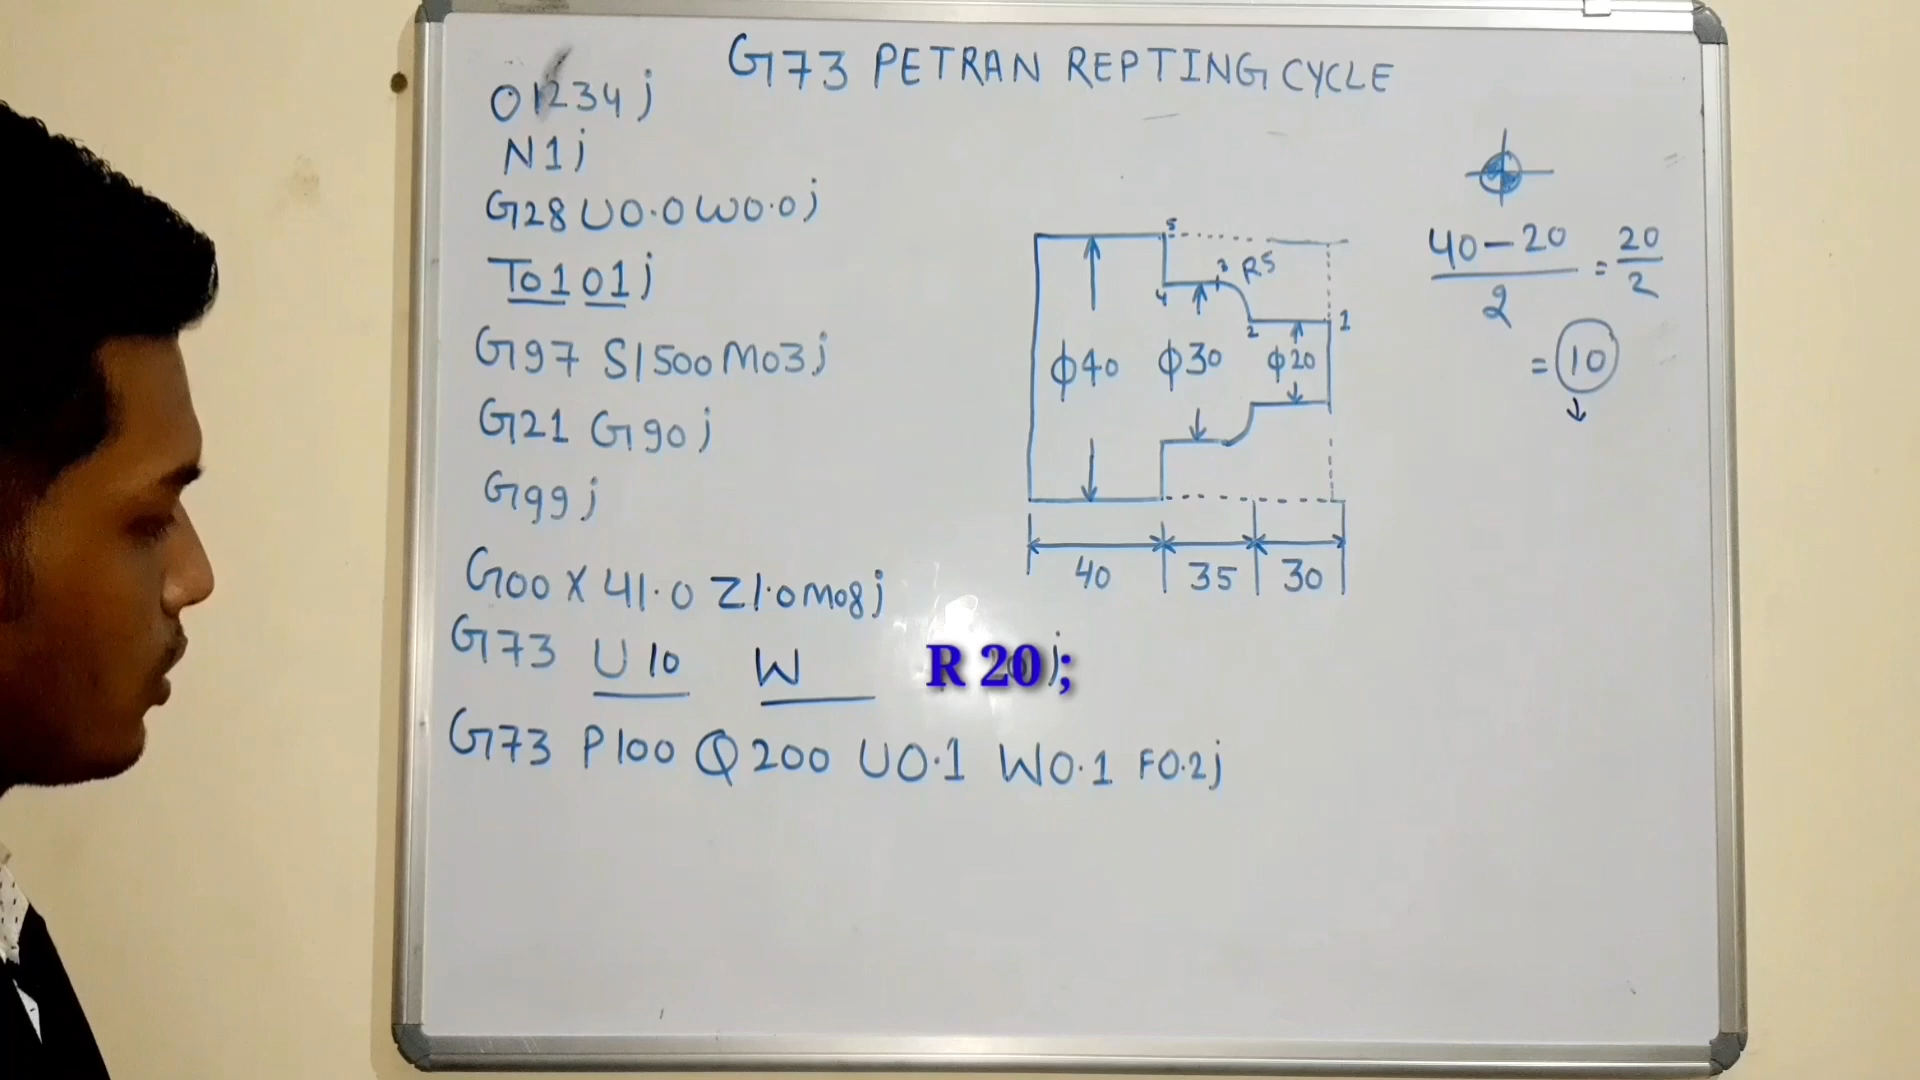 G73 PETRAN REPTING CYCLE
O1234;
N1;
G28 U0.0 W0.0;
T0101;
G97 S1500 M03;
G21 G90;
G99;
G00 X41.0 Z1.0 M08;
G73 U10 W R 20;
G73 P100 Q200 U0.1 W0.1 F0.2;
5
3 R5
4
2
1
φ40 φ30 φ20
40 35 30
40-20 = 20
2 2
= 10